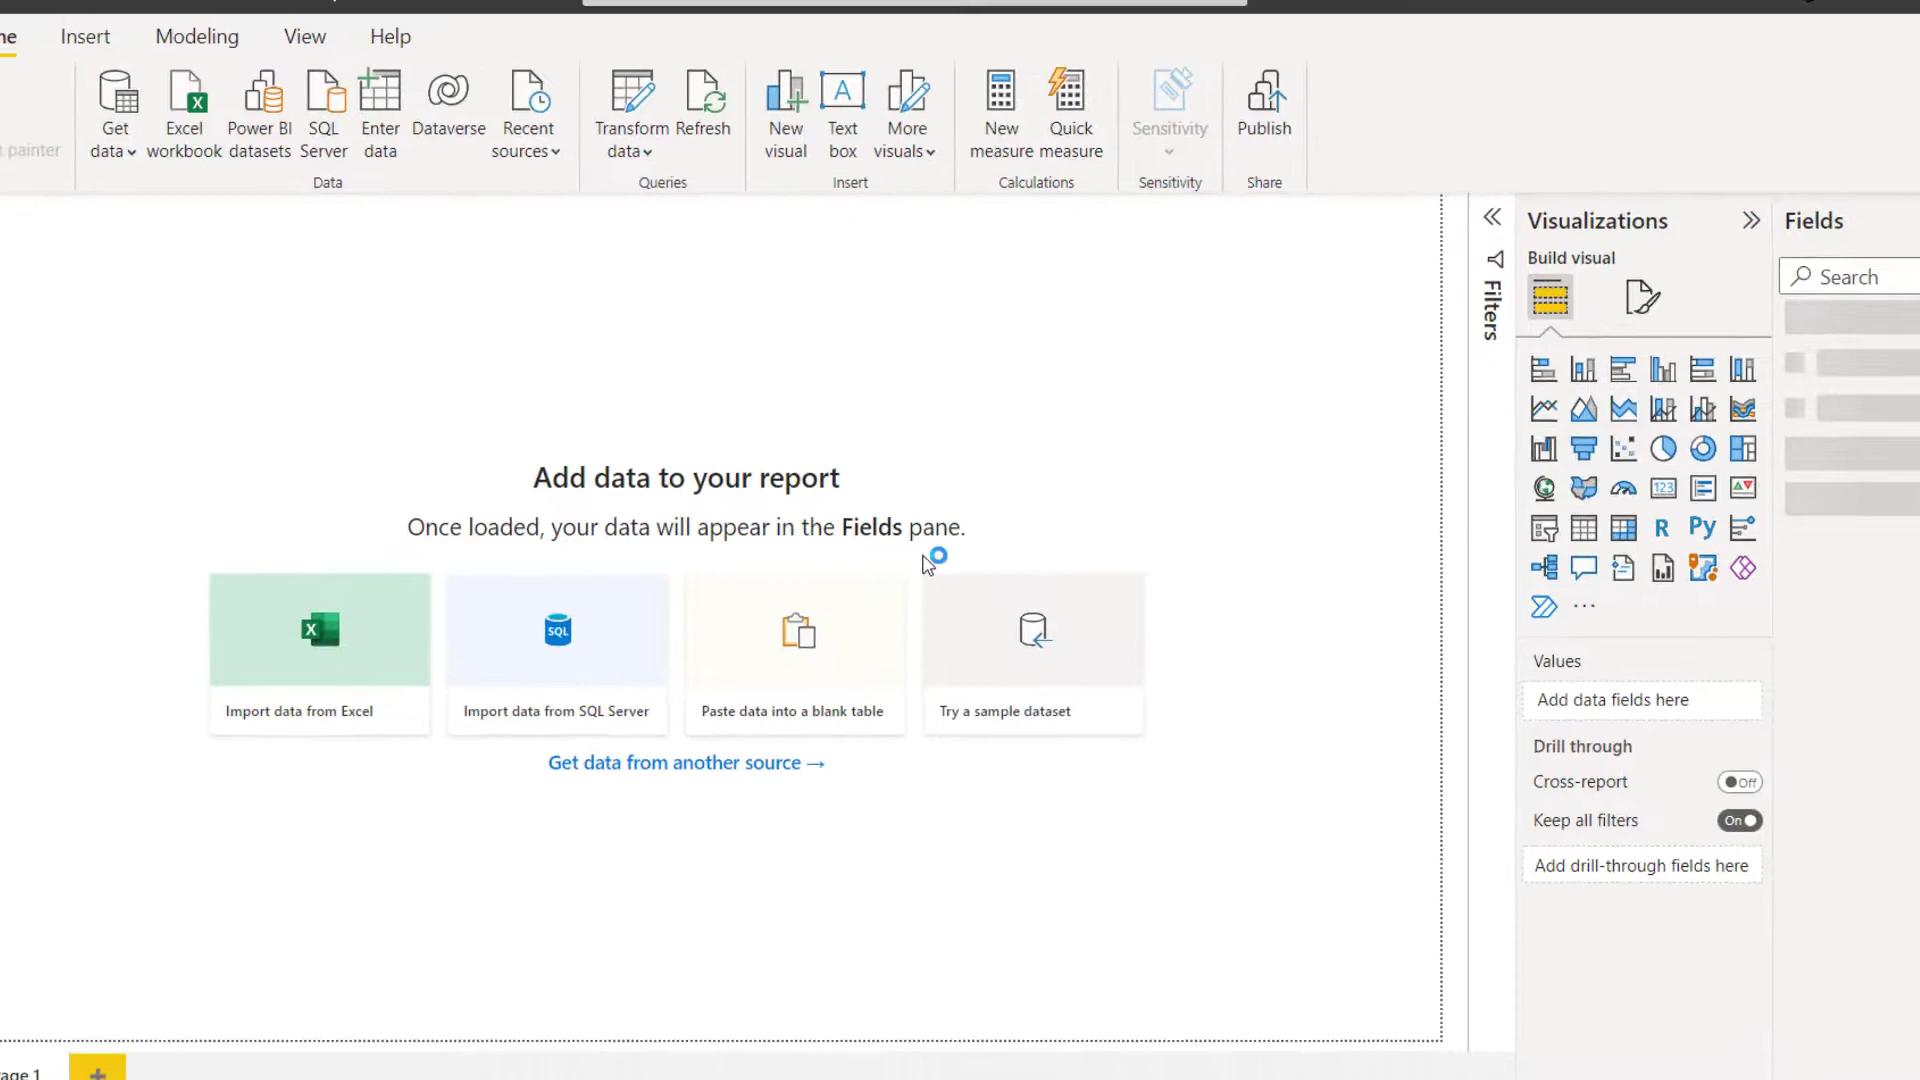 ne Insert Modeling View Help
t painter
Get data
Excel workbook
Power BI datasets
SQL Server
Enter data
Dataverse
Recent sources
Transform data
Refresh
New visual
Text box
More visuals
New measure
Quick measure
Sensitivity
Publish
Data
Queries
Insert
Calculations
Sensitivity
Share
Filters
Visualizations
Build visual
Fields
Search
Add data to your report
Once loaded, your data will appear in the Fields pane.
Import data from Excel
Import data from SQL Server
SQL
Paste data into a blank table
Try a sample dataset
Get data from another source →
123
R
Py
...
Values
Add data fields here
Drill through
Cross-report Off
Keep all filters On
Add drill-through fields here
age 1
+